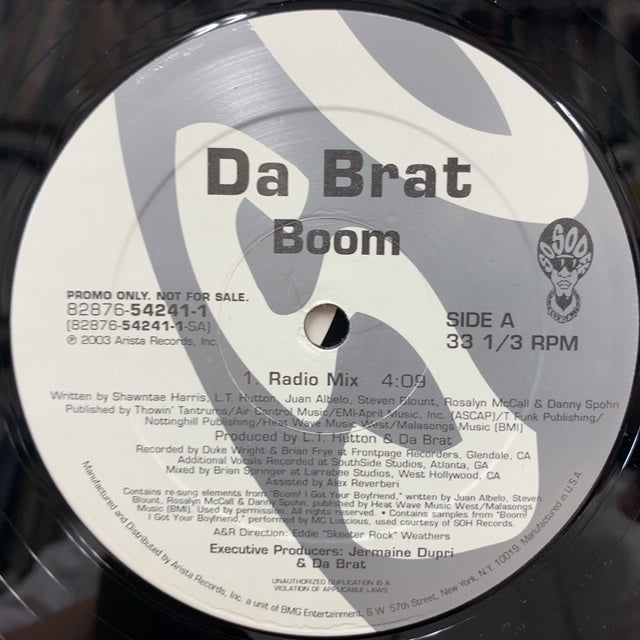 Da Brat
Boom
SO SO DEF
PROMO ONLY. NOT FOR SALE.
82876-54241-1
(82876-54241-1-SA)
℗ 2003 Arista Records, Inc.
SIDE A
33 1/3 RPM
1. Radio Mix 4:09
Written by Shawntae Harris, L.T. Hutton, Juan Albelo, Steven Blount, Rosalyn McCall & Danny Spohn
Published by Thowin' Tantrums/Air Control Music/EMI-April Music, Inc. (ASCAP)/T Funk Publishing/
Nottinghill Publishing/Heat Wave Music West/Malasongs Music (BMI)
Produced by L.T. Hutton & Da Brat
Recorded by Duke Wright & Brian Frye at Frontpage Recorders, Glendale, CA
Additional Vocals Recorded at SouthSide Studios, Atlanta, GA
Mixed by Brian Springer at Larrabee Studios, West Hollywood, CA
Assisted by Alex Reverberi
Contains re-sung elements from "Boom! I Got Your Boyfriend," written by Juan Albelo, Steven
Blount, Rosalyn McCall & Danny Spohn, published by Heat Wave Music West/Malasongs
Music (BMI). Used by permission. All rights reserved. • Contains samples from "Boom!
I Got Your Boyfriend," performed by MC Luscious, used courtesy of SOH Records.
A&R Direction: Eddie "Skeeter Rock" Weathers
Executive Producers: Jermaine Dupri
& Da Brat
UNAUTHORIZED DUPLICATION IS A
VIOLATION OF APPLICABLE LAWS
Manufactured and Distributed by Arista Records, Inc., a unit of BMG Entertainment, 6 W. 57th Street, New York, N.Y. 10019. Manufactured in U.S.A.